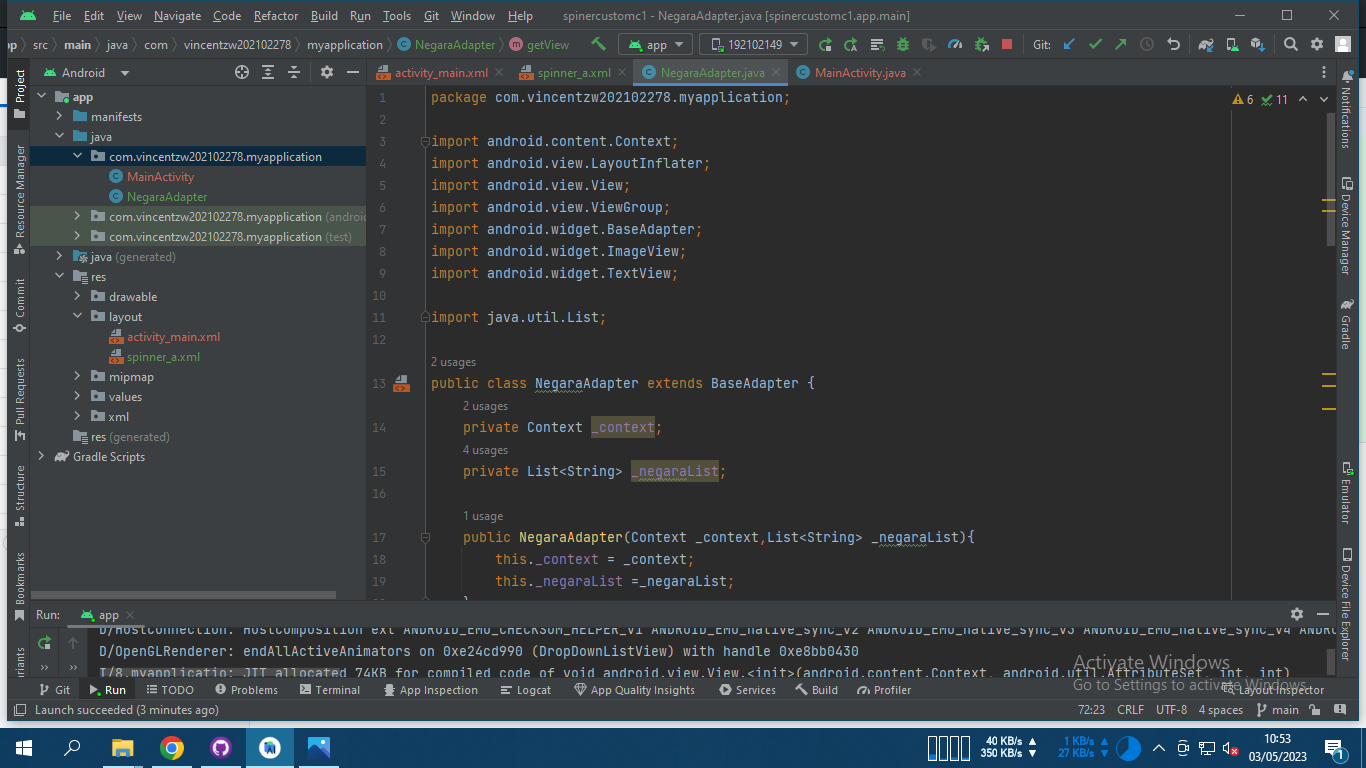 File Edit View Navigate Code Refactor Build Run Tools Git Window Help spinercustomc1 - NegaraAdapter.java [spinercustomc1.app.main]
src main java com vincentzw202102278 myapplication NegaraAdapter getView app 192102149 Git:
Project
Android
activity_main.xml spinner_a.xml NegaraAdapter.java MainActivity.java
app
manifests
java
com.vincentzw202102278.myapplication
MainActivity
NegaraAdapter
com.vincentzw202102278.myapplication (androi
com.vincentzw202102278.myapplication (test)
java (generated)
res
drawable
layout
activity_main.xml
spinner_a.xml
mipmap
values
xml
res (generated)
Gradle Scripts
Resource Manager
Commit
Pull Requests
Structure
Bookmarks
6 11
1 package com.vincentzw202102278.myapplication;
2
3 import android.content.Context;
4 import android.view.LayoutInflater;
5 import android.view.View;
6 import android.view.ViewGroup;
7 import android.widget.BaseAdapter;
8 import android.widget.ImageView;
9 import android.widget.TextView;
10
11 import java.util.List;
12
2 usages
13 public class NegaraAdapter extends BaseAdapter {
2 usages
14 private Context _context;
4 usages
15 private List<String> _negaraList;
16
1 usage
17 public NegaraAdapter(Context _context,List<String> _negaraList){
18 this._context = _context;
19 this._negaraList =_negaraList;
Notifications
Device Manager
Gradle
Emulator
Device File Explorer
Run: app
D/HostConnection: HostComposition ext ANDROID_EMU_CHECKSUM_HELPER_v1 ANDROID_EMU_native_sync_v2 ANDROID_EMU_native_sync_v3 ANDROID_EMU_native_sync_v4 ANDRO
D/OpenGLRenderer: endAllActiveAnimators on 0xe24cd990 (DropDownListView) with handle 0xe8bb0430
I/8.myapplicatio: JIT allocated 74KB for compiled code of void android.view.View.<init>(android.content.Context, android.util.AttributeSet, int, int)
Activate Windows
Go to Settings to activate Windows.
Git Run TODO Problems Terminal App Inspection Logcat App Quality Insights Services Build Profiler Layout Inspector
Launch succeeded (3 minutes ago) 72:23 CRLF UTF-8 4 spaces main
40 KB/s
350 KB/s
1 KB/s
27 KB/s
10:53
03/05/2023
1